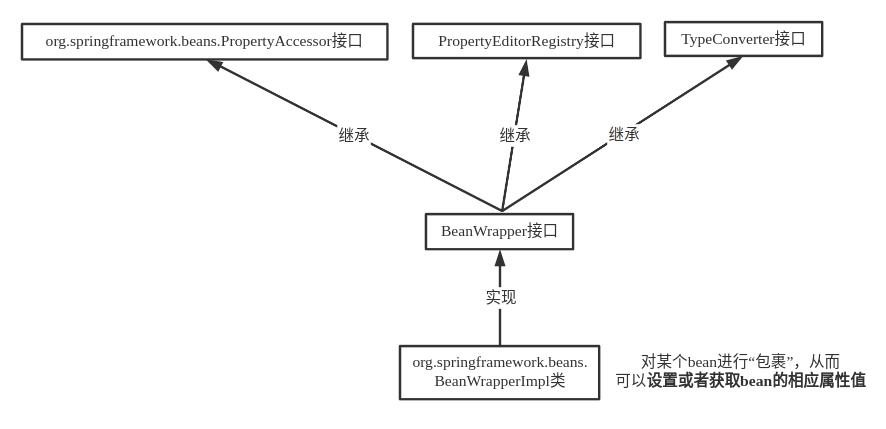 org.springframework.beans.PropertyAccessor接口
PropertyEditorRegistry接口
TypeConverter接口
继承
继承
继承
BeanWrapper接口
实现
org.springframework.beans.
BeanWrapperImpl类
对某个bean进行“包裹”，从而
可以设置或者获取bean的相应属性值